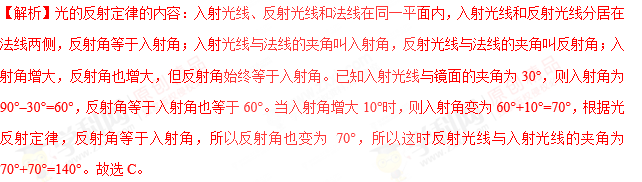 【解析】光的反射定律的内容：入射光线、反射光线和法线在同一平面内，入射光线和反射光线分居在
法线两侧，反射角等于入射角；入射光线与法线的夹角叫入射角，反射光线与法线的夹角叫反射角；入
射角增大，反射角也增大，但反射角始终等于入射角。已知入射光线与镜面的夹角为 30°，则入射角为
90°–30°=60°，反射角等于入射角也等于 60°。当入射角增大 10°时，则入射角变为 60°+10°=70°，根据光
反射定律，反射角等于入射角，所以反射角也变为 70°，所以这时反射光线与入射光线的夹角为
70°+70°=140°。故选 C。